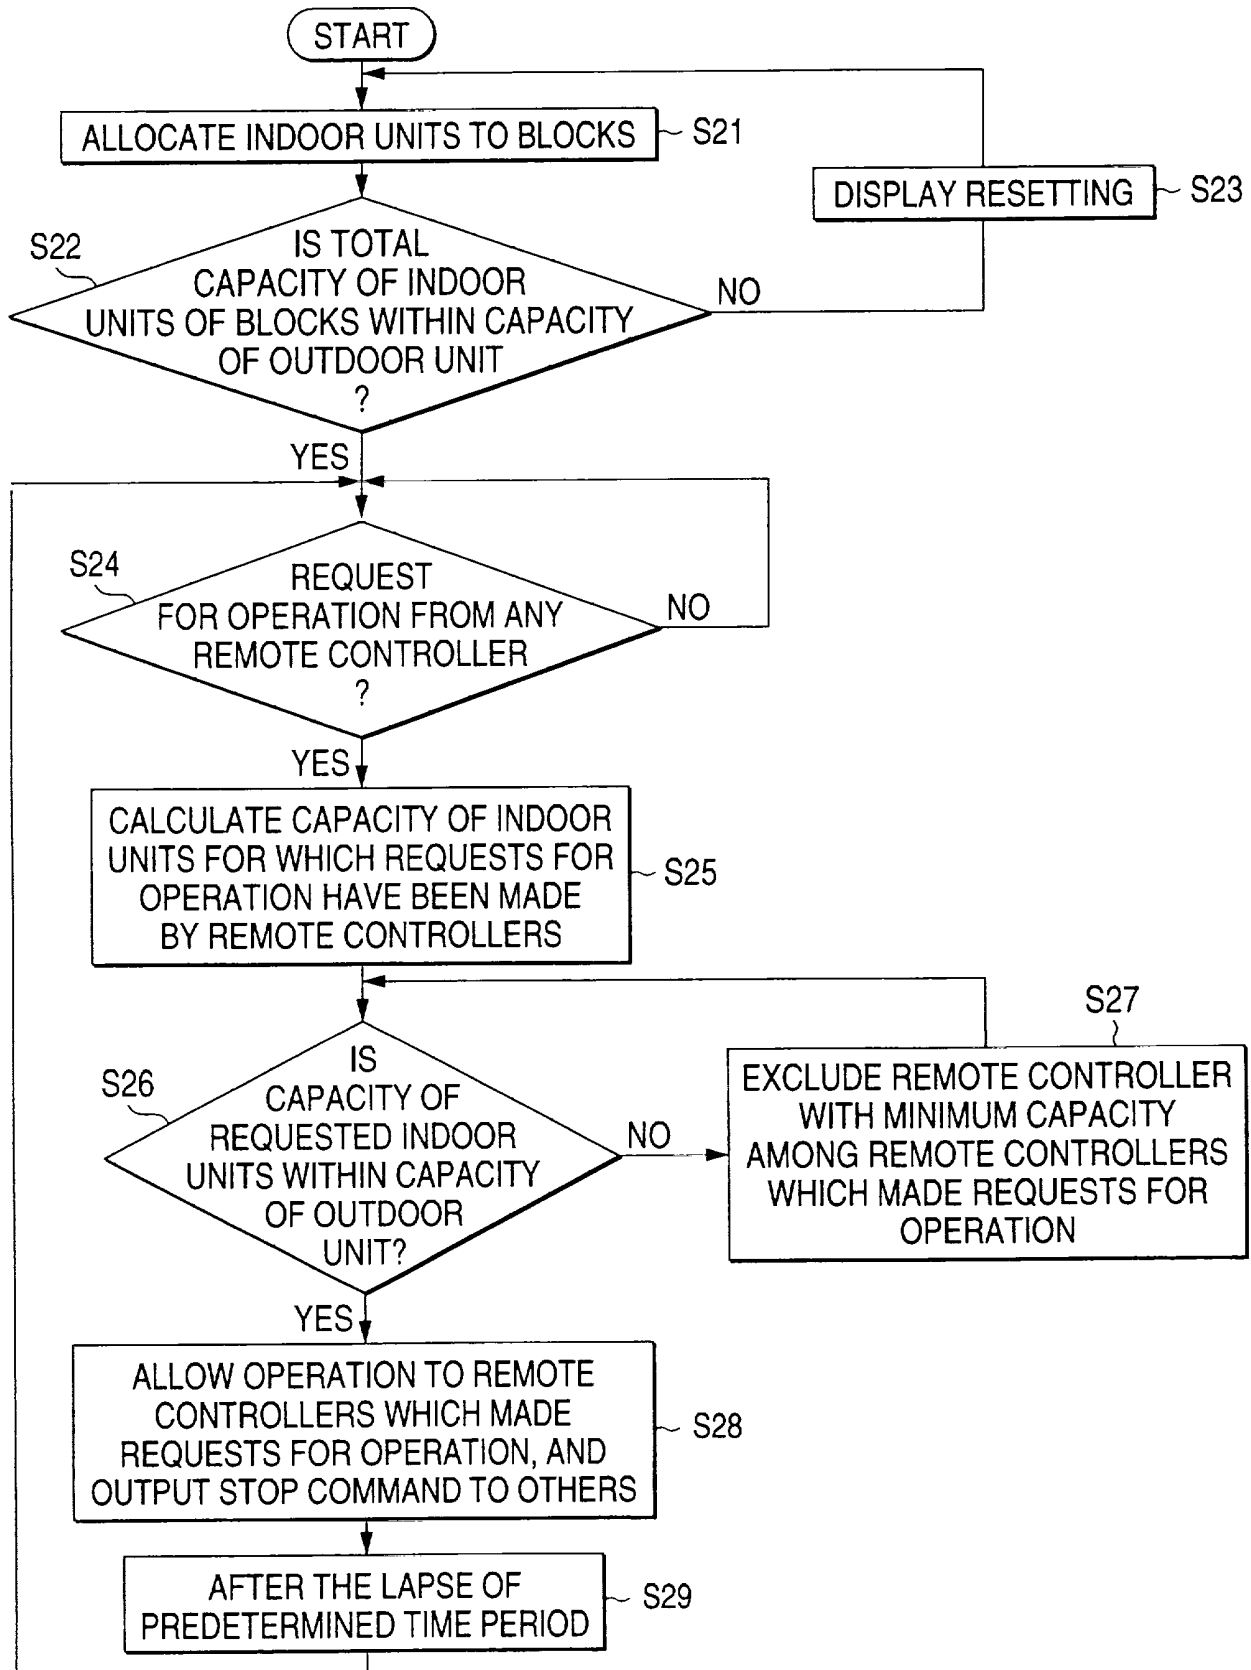 START
ALLOCATE INDOOR UNITS TO BLOCKS
S21
DISPLAY RESETTING
S23
S22
IS TOTAL
CAPACITY OF INDOOR
UNITS OF BLOCKS WITHIN CAPACITY
OF OUTDOOR UNIT
?
NO
YES
S24
REQUEST
FOR OPERATION FROM ANY
REMOTE CONTROLLER
?
NO
YES
CALCULATE CAPACITY OF INDOOR
UNITS FOR WHICH REQUESTS FOR
OPERATION HAVE BEEN MADE
BY REMOTE CONTROLLERS
S25
S26
IS
CAPACITY OF
REQUESTED INDOOR
UNITS WITHIN CAPACITY
OF OUTDOOR
UNIT?
NO
S27
EXCLUDE REMOTE CONTROLLER
WITH MINIMUM CAPACITY
AMONG REMOTE CONTROLLERS
WHICH MADE REQUESTS FOR
OPERATION
YES
ALLOW OPERATION TO REMOTE
CONTROLLERS WHICH MADE
REQUESTS FOR OPERATION, AND
OUTPUT STOP COMMAND TO OTHERS
S28
AFTER THE LAPSE OF
PREDETERMINED TIME PERIOD
S29